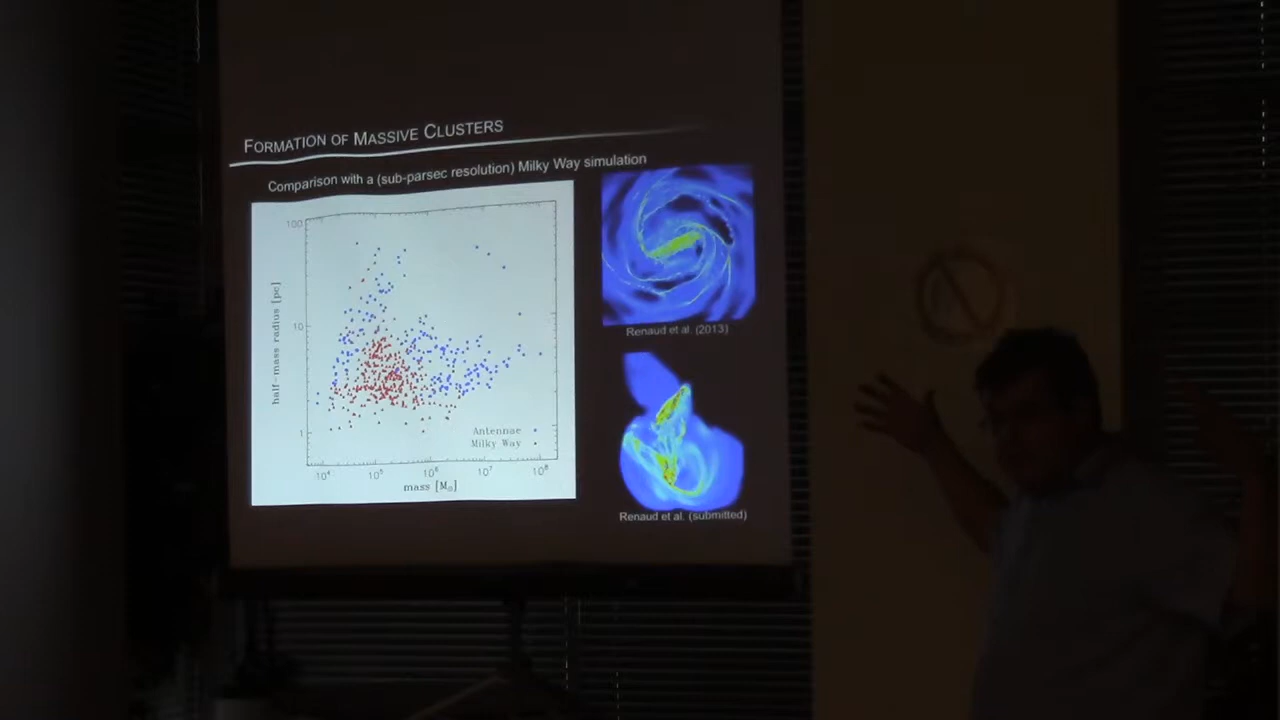 FORMATION OF MASSIVE CLUSTERS
Comparison with a (sub-parsec resolution) Milky Way simulation
100
10
1
half-mass radius [pc]
Antennae
Milky Way
10⁴ 10⁵ 10⁶ 10⁷ 10⁸
mass [M☉]
Renaud et al. (2013)
Renaud et al. (submitted)